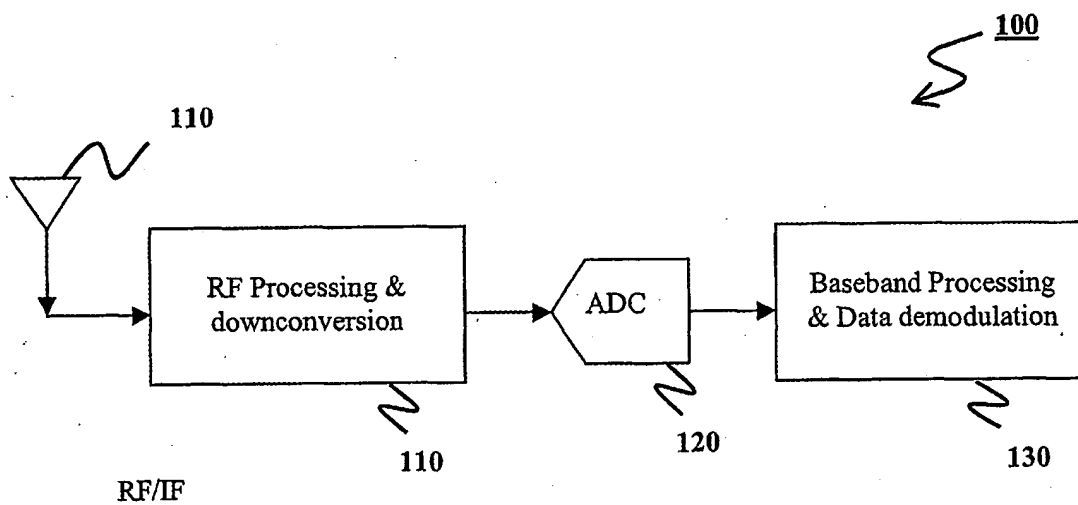 100
110
RF Processing &
downconversion
ADC
Baseband Processing
& Data demodulation
110
120
130
RF/IF